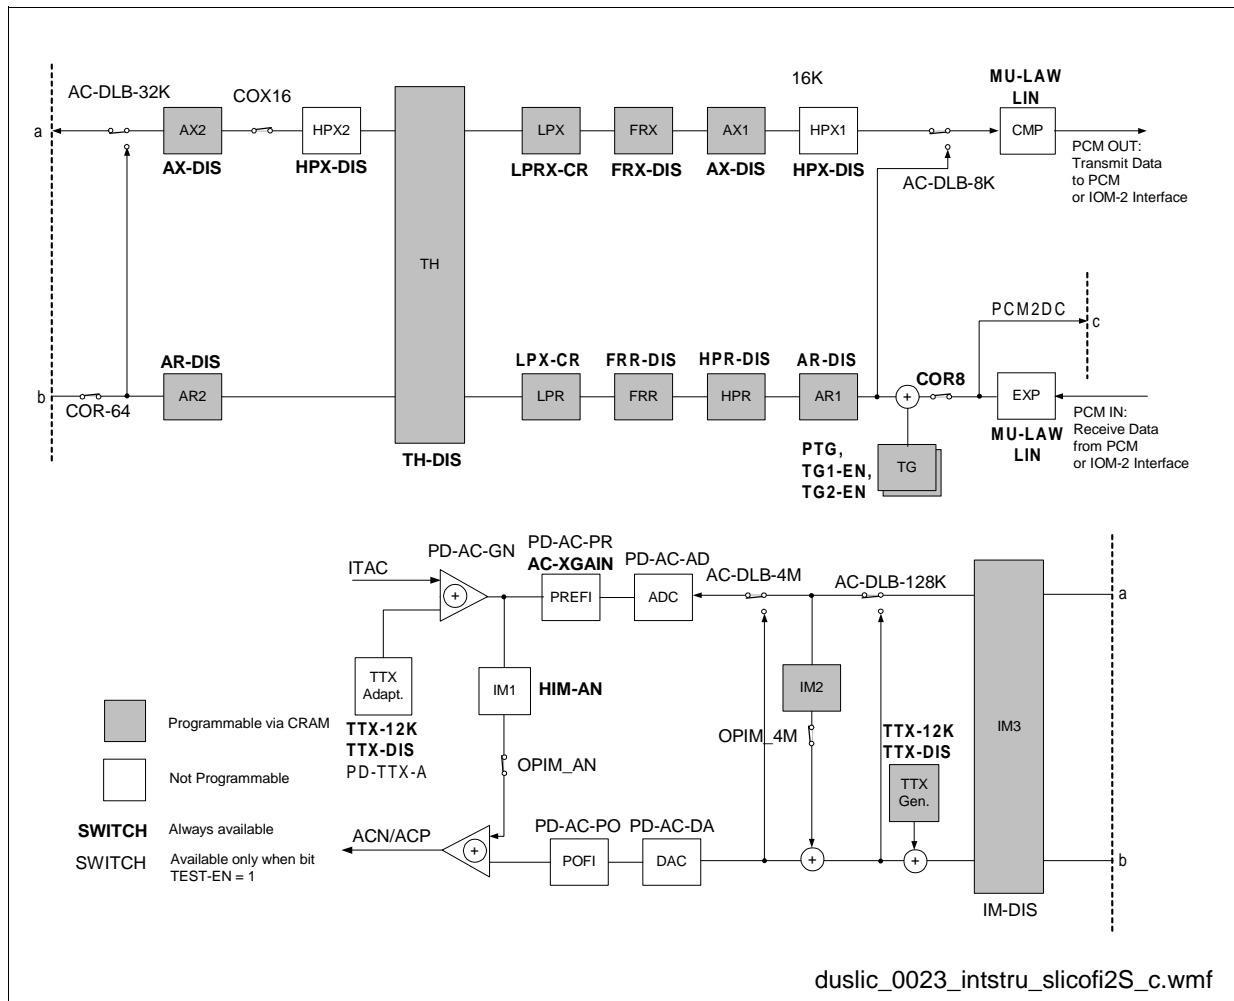 16K
MU-LAW
LIN
AC-DLB-32K
COX16
a
AX2
HPX2
LPX
FRX
AX1
HPX1
CMP
AX-DIS
HPX-DIS
LPRX-CR
FRX-DIS
AX-DIS
HPX-DIS
AC-DLB-8K
PCM OUT:
Transmit Data
to PCM
or IOM-2 Interface
TH
PCM2DC
c
AR-DIS
LPX-CR
FRR-DIS
HPR-DIS
AR-DIS
COR8
b
COR-64
AR2
LPR
FRR
HPR
AR1
+
EXP
PCM IN:
Receive Data
from PCM
or IOM-2 Interface
MU-LAW
LIN
TH-DIS
PTG,
TG1-EN,
TG2-EN
TG
PD-AC-GN
PD-AC-PR
AC-XGAIN
PD-AC-AD
ITAC
AC-DLB-4M
AC-DLB-128K
+
PREFI
ADC
a
TTX
Adapt.
IM1
HIM-AN
IM2
TTX-12K
TTX-DIS
PD-TTX-A
OPIM_AN
OPIM_4M
TTX-12K
TTX-DIS
TTX
Gen.
IM3
Programmable via CRAM
Not Programmable
SWITCH
Always available
SWITCH
Available only when bit
TEST-EN = 1
ACN/ACP
+
PD-AC-PO
PD-AC-DA
POFI
DAC
+
+
b
IM-DIS
duslic_0023_intstru_slicofi2S_c.wmf